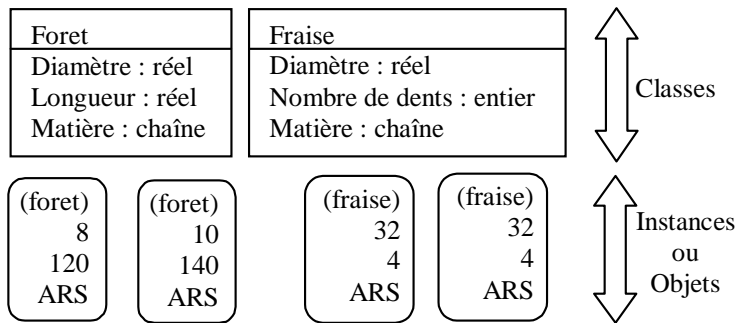 Foret
Diamètre : réel
Longueur : réel
Matière : chaîne
Fraise
Diamètre : réel
Nombre de dents : entier
Matière : chaîne
Classes
(foret)
8
120
ARS
(foret)
10
140
ARS
(fraise)
32
4
ARS
(fraise)
32
4
ARS
Instances
ou
Objets